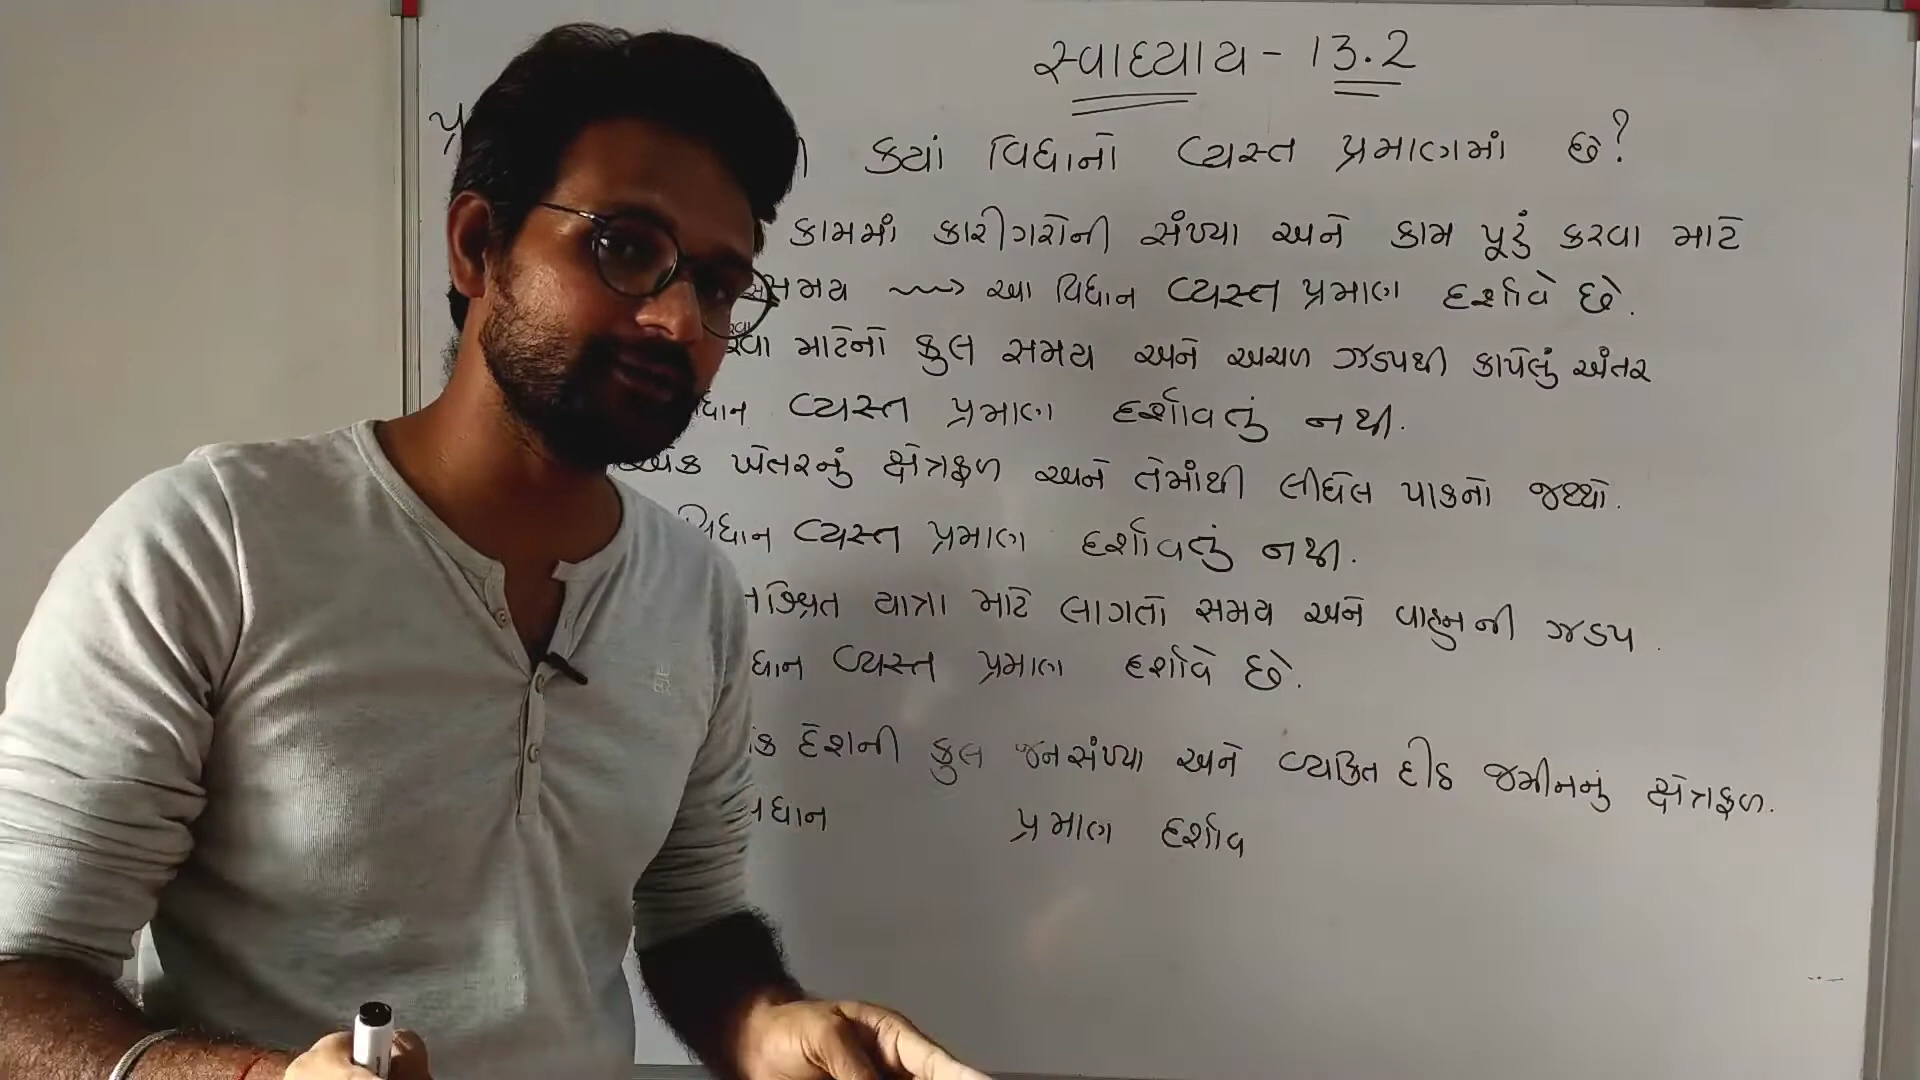 સ્વાધ્યાય - 13.2
કયાં વિધાનો વ્યસ્ત પ્રમાણમાં છે?
કામમાં કારીગરોની સંખ્યા અને કામ પૂરું કરવા માટે
સમય આ વિધાન વ્યસ્ત પ્રમાણ દર્શાવે છે.
માટેનો કુલ સમય અને અચળ ઝડપથી કાપેલું અંતર
વ્યસ્ત પ્રમાણ દર્શાવતું નથી.
એક ખેતરનું ક્ષેત્રફળ અને તેમાંથી લીધેલ પાકનો જથ્થો.
વ્યસ્ત પ્રમાણ દર્શાવતું નથી.
યાત્રા માટે લાગતો સમય અને વાહનની ઝડપ.
વ્યસ્ત પ્રમાણ દર્શાવે છે.
દેશની કુલ જનસંખ્યા અને વ્યક્તિ દીઠ જમીનનું ક્ષેત્રફળ.
પ્રમાણ દર્શાવ